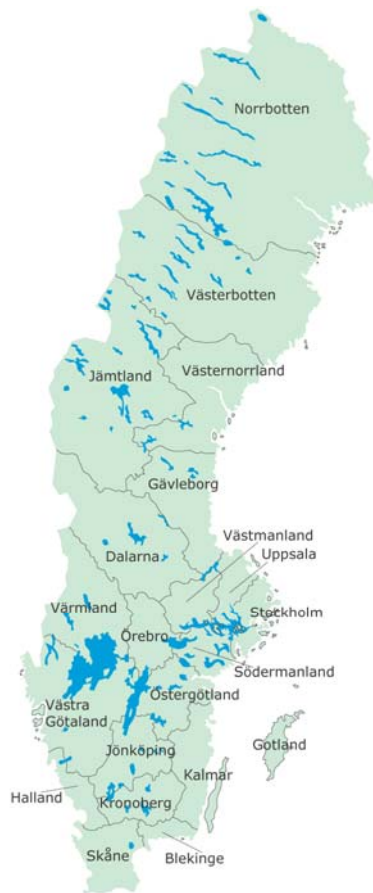 Norrbotten
Västerbotten
Västernorrland
Jämtland
Gävleborg
Västmanland
Uppsala
Dalarna
Värmland
Stockholm
Örebro
Södermanland
Östergötland
Västra
Götaland
Gotland
Jönköping
Kalmar
Halland
Kronoberg
Skåne
Blekinge